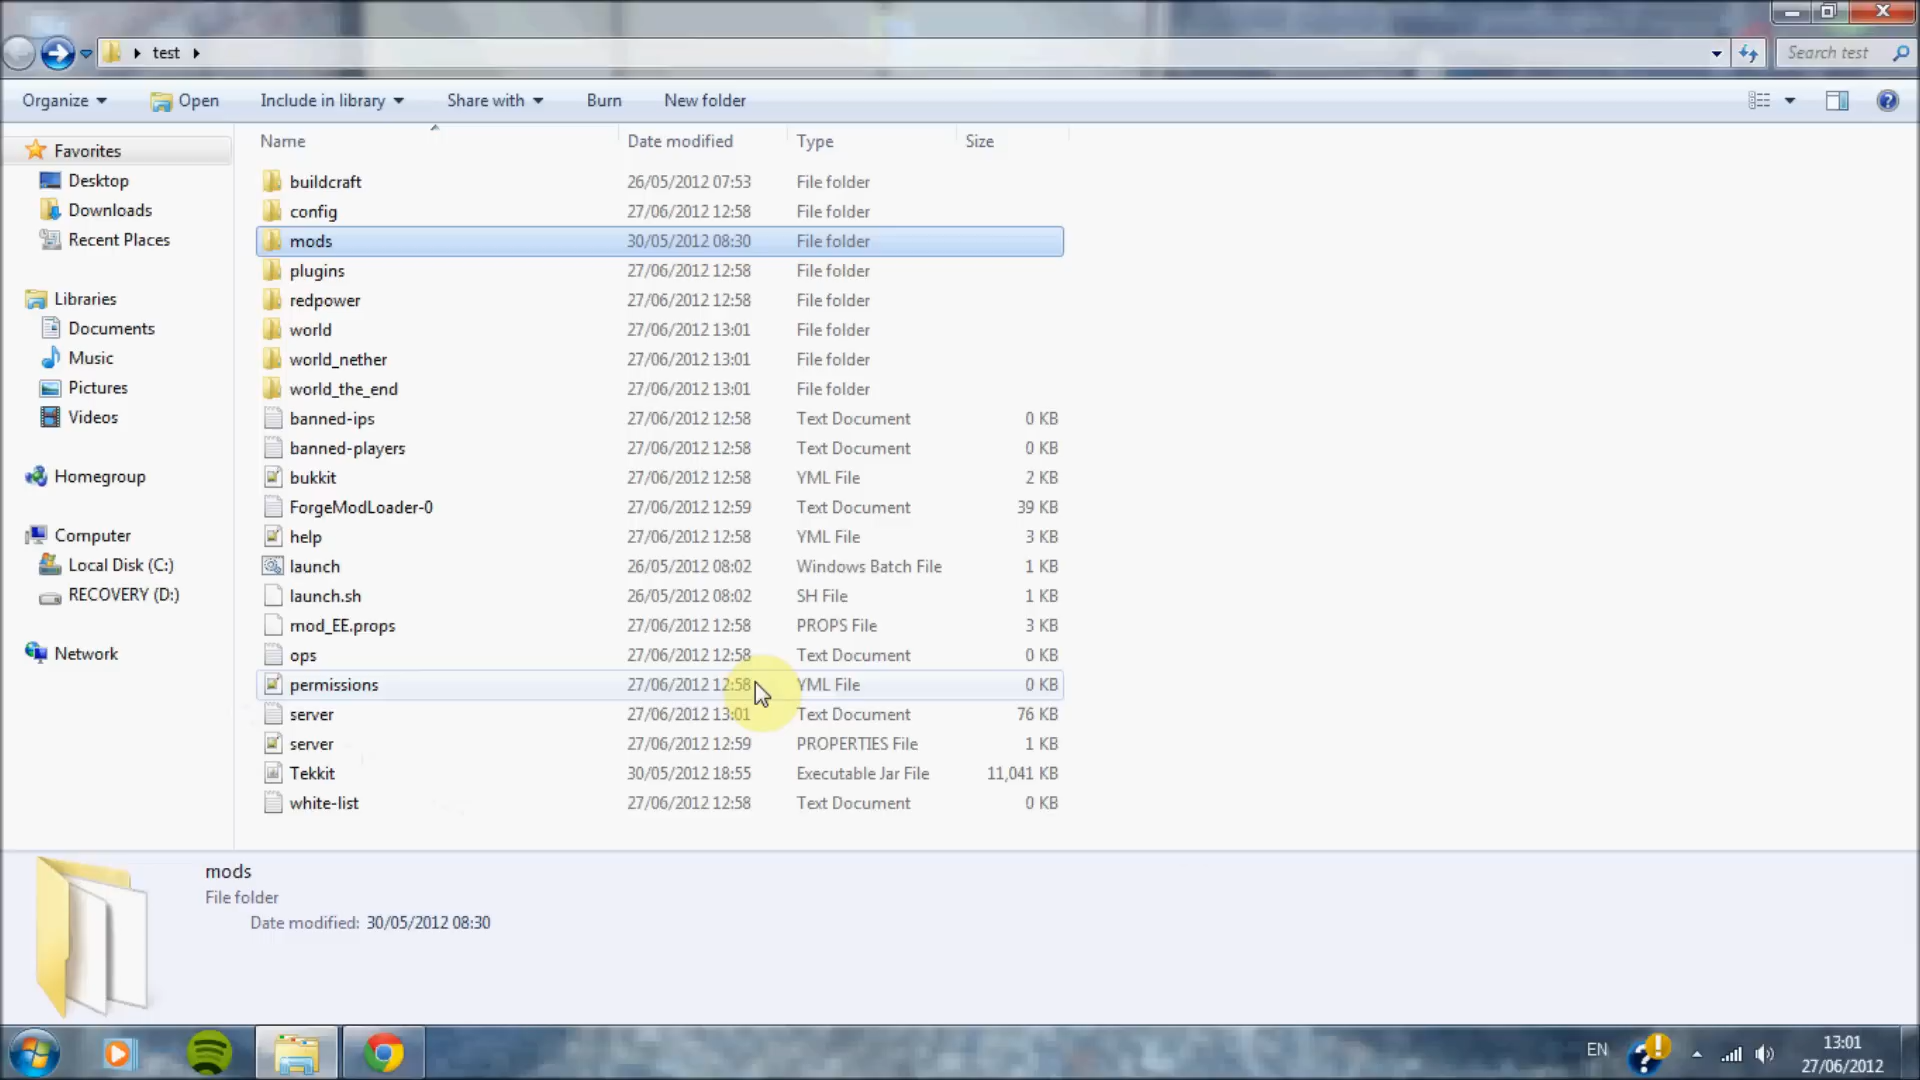 test
Search test
Organize Open Include in library Share with Burn New folder
Name Date modified Type Size
Favorites
Desktop
Downloads
Recent Places
Libraries
Documents
Music
Pictures
Videos
Homegroup
Computer
Local Disk (C:)
RECOVERY (D:)
Network
buildcraft 26/05/2012 07:53 File folder
config 27/06/2012 12:58 File folder
mods 30/05/2012 08:30 File folder
plugins 27/06/2012 12:58 File folder
redpower 27/06/2012 12:58 File folder
world 27/06/2012 13:01 File folder
world_nether 27/06/2012 13:01 File folder
world_the_end 27/06/2012 13:01 File folder
banned-ips 27/06/2012 12:58 Text Document 0 KB
banned-players 27/06/2012 12:58 Text Document 0 KB
bukkit 27/06/2012 12:58 YML File 2 KB
ForgeModLoader-0 27/06/2012 12:59 Text Document 39 KB
help 27/06/2012 12:58 YML File 3 KB
launch 26/05/2012 08:02 Windows Batch File 1 KB
launch.sh 26/05/2012 08:02 SH File 1 KB
mod_EE.props 27/06/2012 12:58 PROPS File 3 KB
ops 27/06/2012 12:58 Text Document 0 KB
permissions 27/06/2012 12:58 YML File 0 KB
server 27/06/2012 13:01 Text Document 76 KB
server 27/06/2012 12:59 PROPERTIES File 1 KB
Tekkit 30/05/2012 18:55 Executable Jar File 11,041 KB
white-list 27/06/2012 12:58 Text Document 0 KB
mods
File folder
Date modified: 30/05/2012 08:30
EN
13:01
27/06/2012